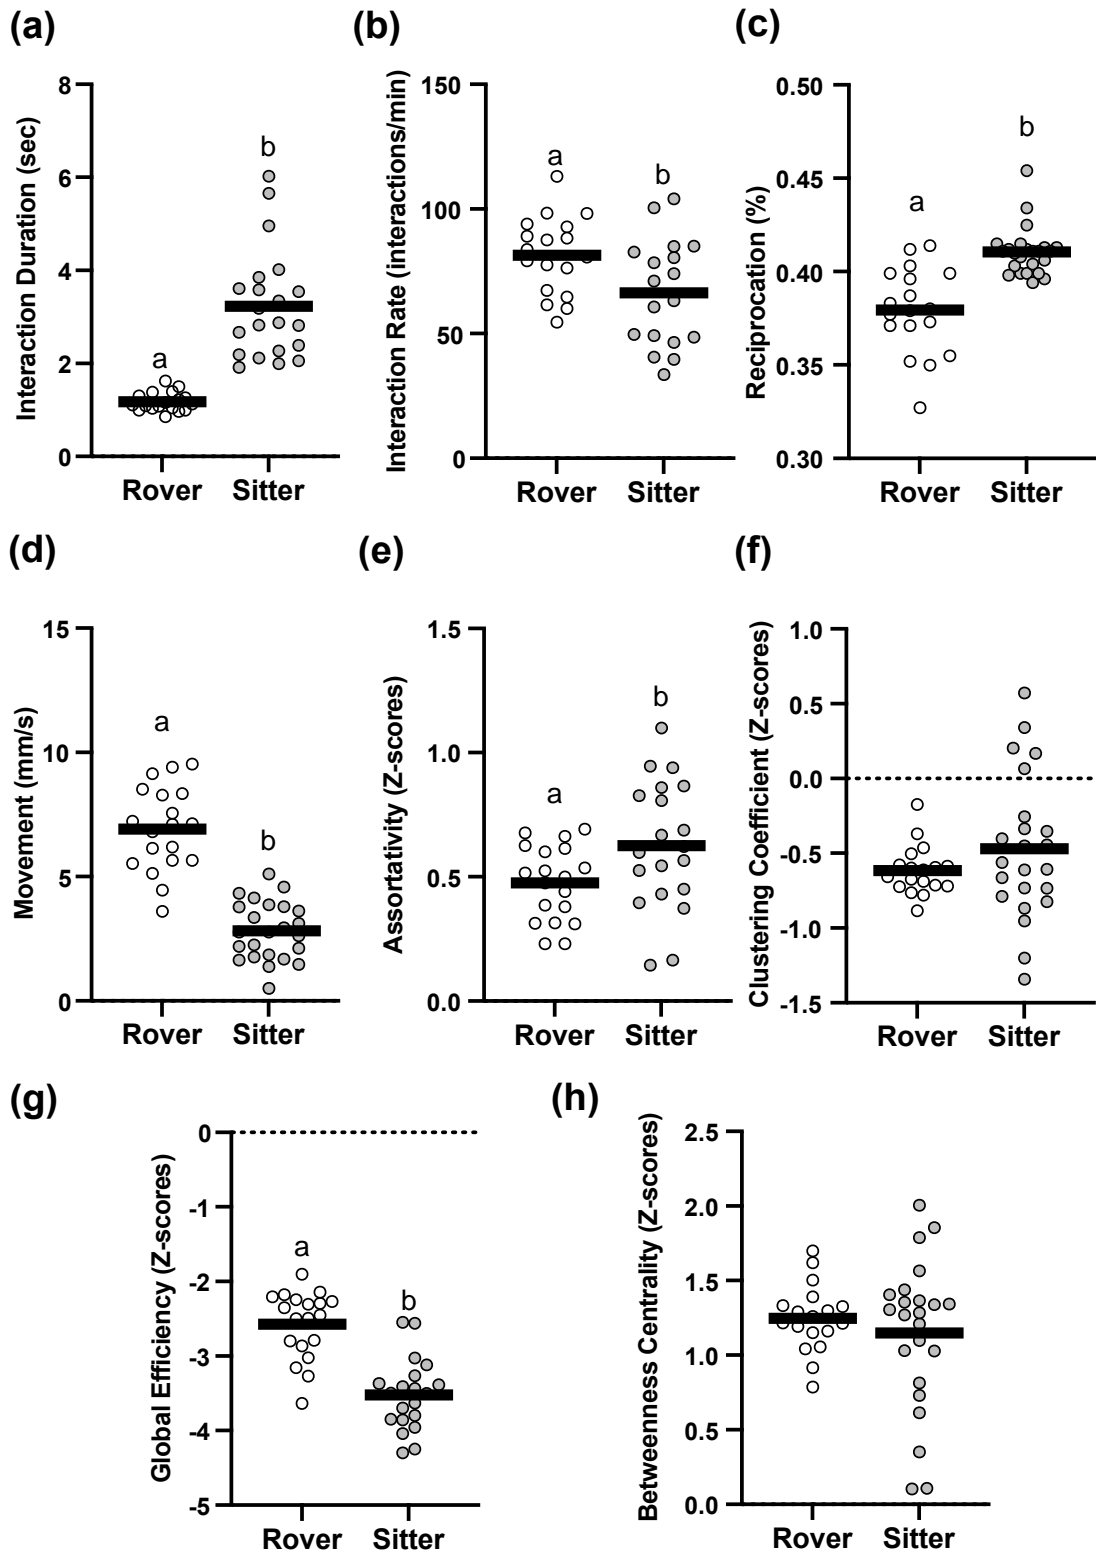 (a)
Interaction Duration (sec)
8
6
4
2
0
a
b
Rover
Sitter
(b)
Interaction Rate (interactions/min)
150
100
50
0
a
b
Rover
Sitter
(c)
Reciprocation (%)
0.50
0.45
0.40
0.35
0.30
a
b
Rover
Sitter
(d)
Movement (mm/s)
15
10
5
0
a
b
Rover
Sitter
(e)
Assortativity (Z-scores)
1.5
1.0
0.5
0.0
a
b
Rover
Sitter
(f)
Clustering Coefficient (Z-scores)
1.0
0.5
0.0
-0.5
-1.0
-1.5
Rover
Sitter
(g)
Global Efficiency (Z-scores)
0
-1
-2
-3
-4
-5
a
b
Rover
Sitter
(h)
Betweenness Centrality (Z-scores)
2.5
2.0
1.5
1.0
0.5
0.0
Rover
Sitter